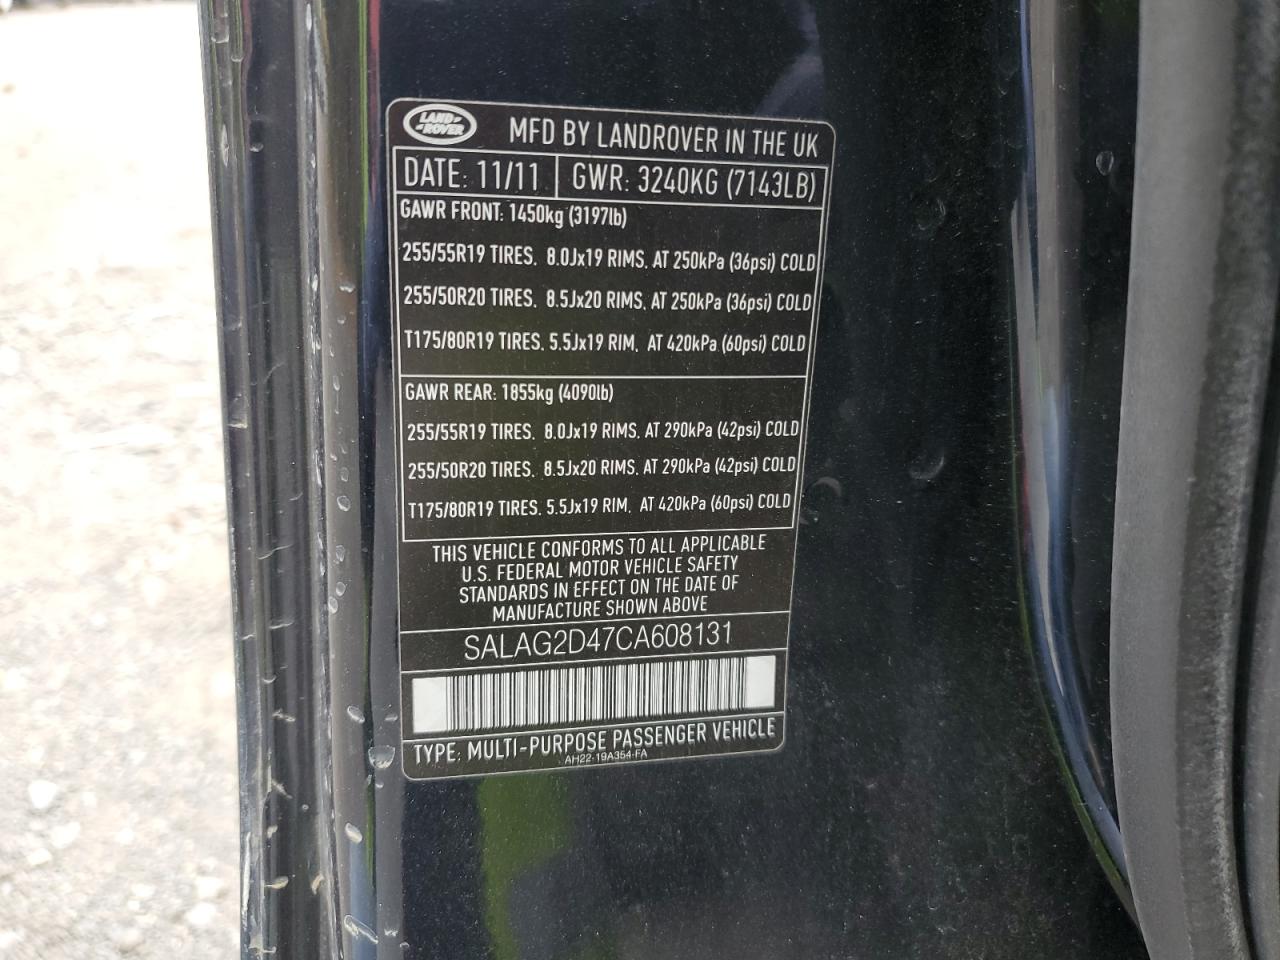 LAND-
-ROVER
MFD BY LANDROVER IN THE UK
DATE: 11/11 GWR: 3240KG (7143LB)
GAWR FRONT: 1450kg (3197lb)
255/55R19 TIRES. 8.0Jx19 RIMS. AT 250kPa (36psi) COLD
255/50R20 TIRES. 8.5Jx20 RIMS. AT 250kPa (36psi) COLD
T175/80R19 TIRES. 5.5Jx19 RIM. AT 420kPa (60psi) COLD
GAWR REAR: 1855kg (4090lb)
255/55R19 TIRES. 8.0Jx19 RIMS. AT 290kPa (42psi) COLD
255/50R20 TIRES. 8.5Jx20 RIMS. AT 290kPa (42psi) COLD
T175/80R19 TIRES. 5.5Jx19 RIM. AT 420kPa (60psi) COLD
THIS VEHICLE CONFORMS TO ALL APPLICABLE
U.S. FEDERAL MOTOR VEHICLE SAFETY
STANDARDS IN EFFECT ON THE DATE OF
MANUFACTURE SHOWN ABOVE
SALAG2D47CA608131
TYPE: MULTI-PURPOSE PASSENGER VEHICLE
AH22-19A354-FA